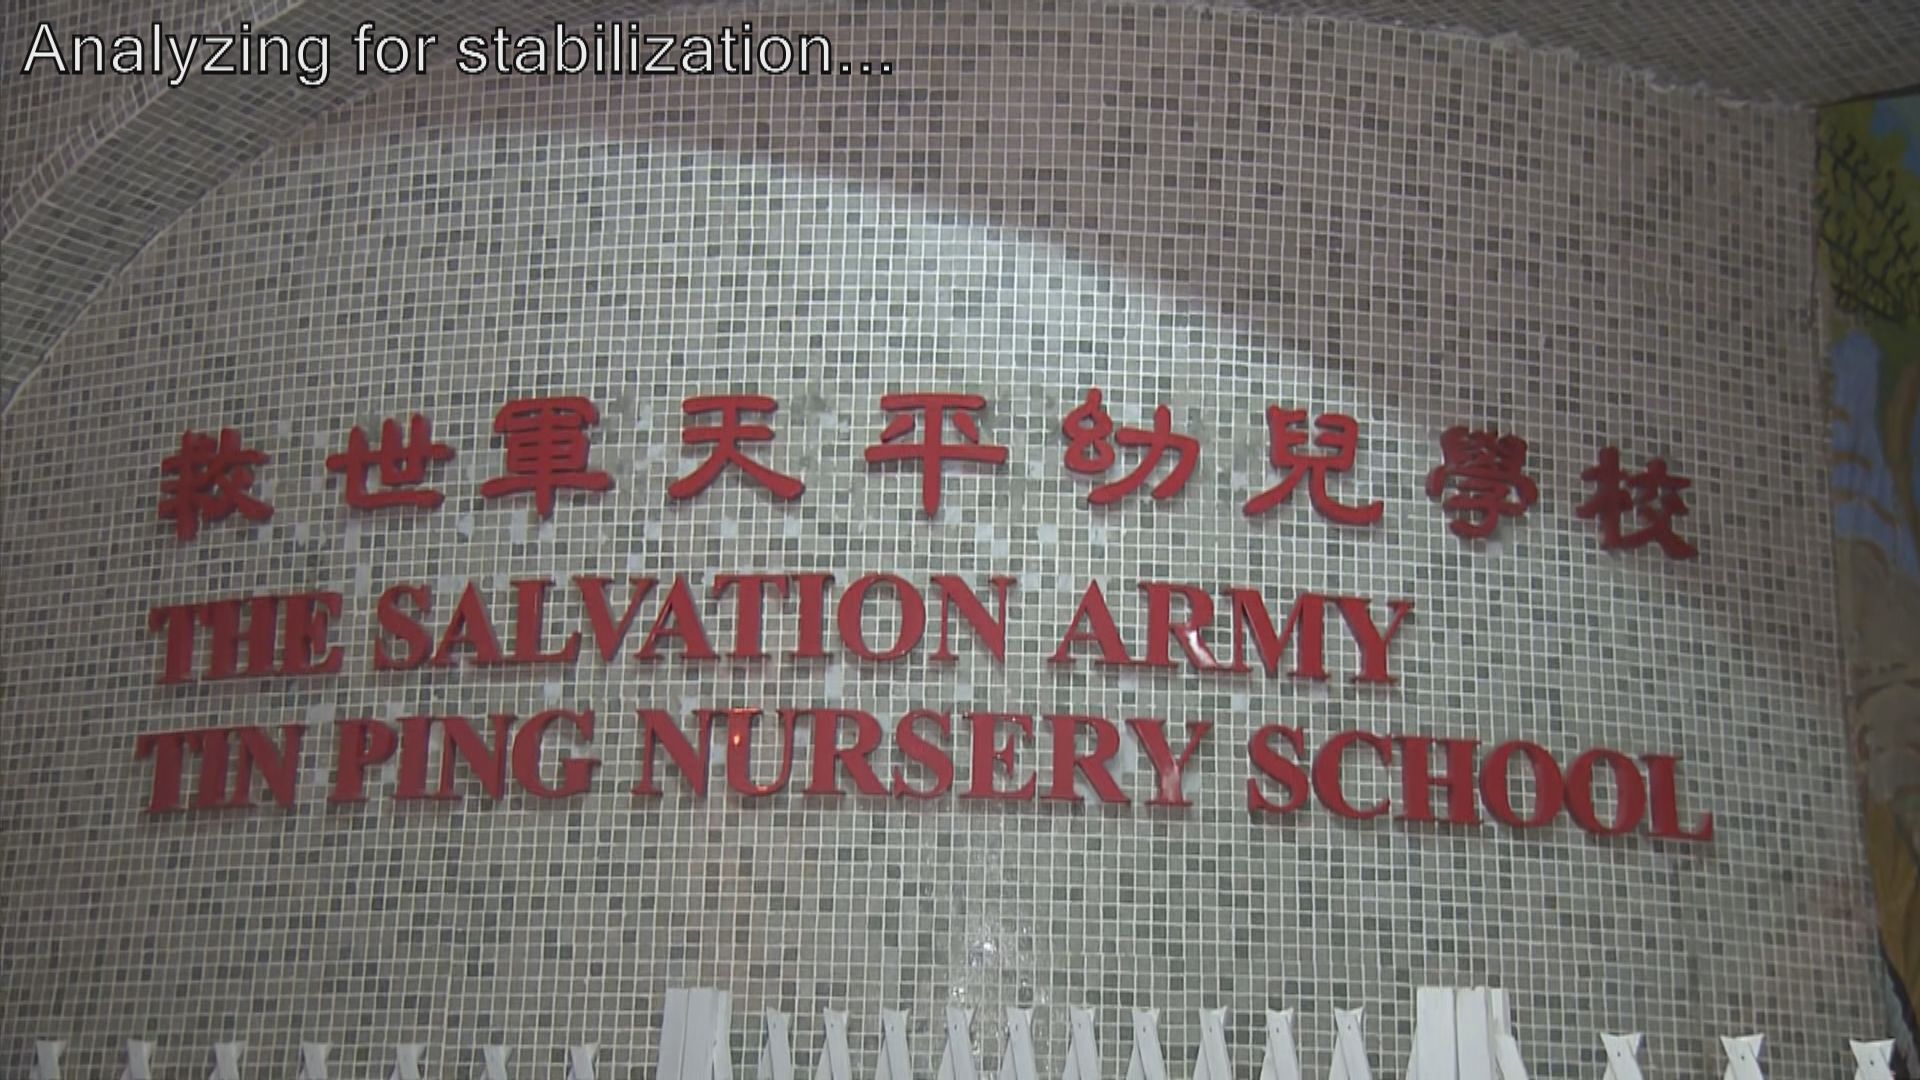 Analyzing for stabilization...
救世軍天平幼兒學校
THE SALVATION ARMY
TIN PING NURSERY SCHOOL